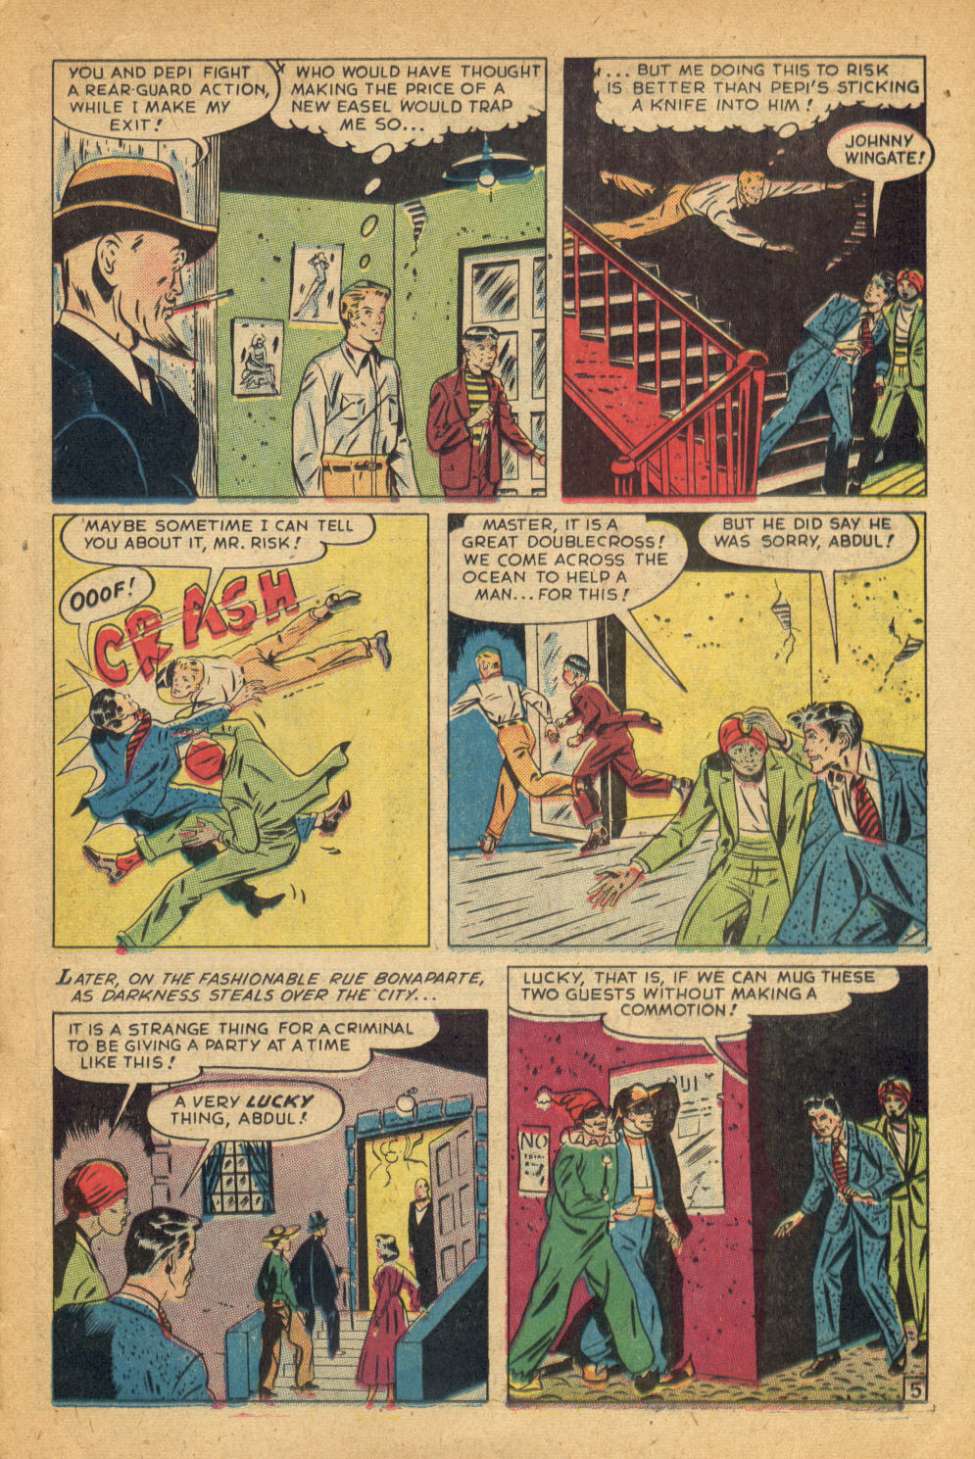 YOU AND PEPI FIGHT
A REAR-GUARD ACTION,
WHILE I MAKE MY
EXIT!
WHO WOULD HAVE THOUGHT
MAKING THE PRICE OF A
NEW EASEL WOULD TRAP
ME SO...
... BUT ME DOING THIS TO RISK
IS BETTER THAN PEPI'S STICKING
A KNIFE INTO HIM!
JOHNNY
WINGATE!
MAYBE SOMETIME I CAN TELL
YOU ABOUT IT, MR. RISK!
OOOF!
CRASH
MASTER, IT IS A
GREAT DOUBLECROSS!
WE COME ACROSS THE
OCEAN TO HELP A
MAN... FOR THIS!
BUT HE DID SAY HE
WAS SORRY, ABDUL!
LATER, ON THE FASHIONABLE RUE BONAPARTE,
AS DARKNESS STEALS OVER THE CITY...
IT IS A STRANGE THING FOR A CRIMINAL
TO BE GIVING A PARTY AT A TIME
LIKE THIS!
A VERY LUCKY
THING, ABDUL!
LUCKY, THAT IS, IF WE CAN MUG THESE
TWO GUESTS WITHOUT MAKING A
COMMOTION!
OUI
NO
5